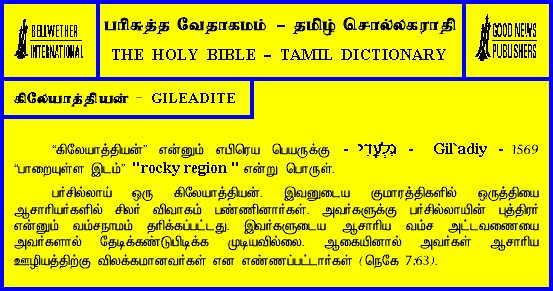 BELLWETHER
INTERNATIONAL
பரிசுத்த வேதாகமம் - தமிழ் சொல்லகராதி
THE HOLY BIBLE - TAMIL DICTIONARY
GOOD NEWS
PUBLISHERS
கிலேயாத்தியன் - GILEADITE
“கிலேயாத்தியன்” என்னும் எபிரெய பெயருக்கு - גִּלְעָדִי - Gil`adiy - 1569
“பாறையுள்ள இடம்” "rocky region " என்று பொருள்.
பர்சில்லாய் ஒரு கிலேயாத்தியன். இவனுடைய குமாரத்திகளில் ஒருத்தியை
ஆசாரியர்களில் சிலர் விவாகம் பண்ணினார்கள். அவர்களுக்கு பர்சில்லாயின் புத்திரர்
என்னும் வம்சநாமம் தரிக்கப்பட்டது. இவர்களுடைய ஆசாரிய வம்ச அட்டவணையை
அவர்களால் தேடிக்கண்டுபிடிக்க முடியவில்லை. ஆகையினால் அவர்கள் ஆசாரிய
ஊழியத்திற்கு விலக்கமானவர்கள் என எண்ணப்பட்டார்கள் (நெகே 7:63).